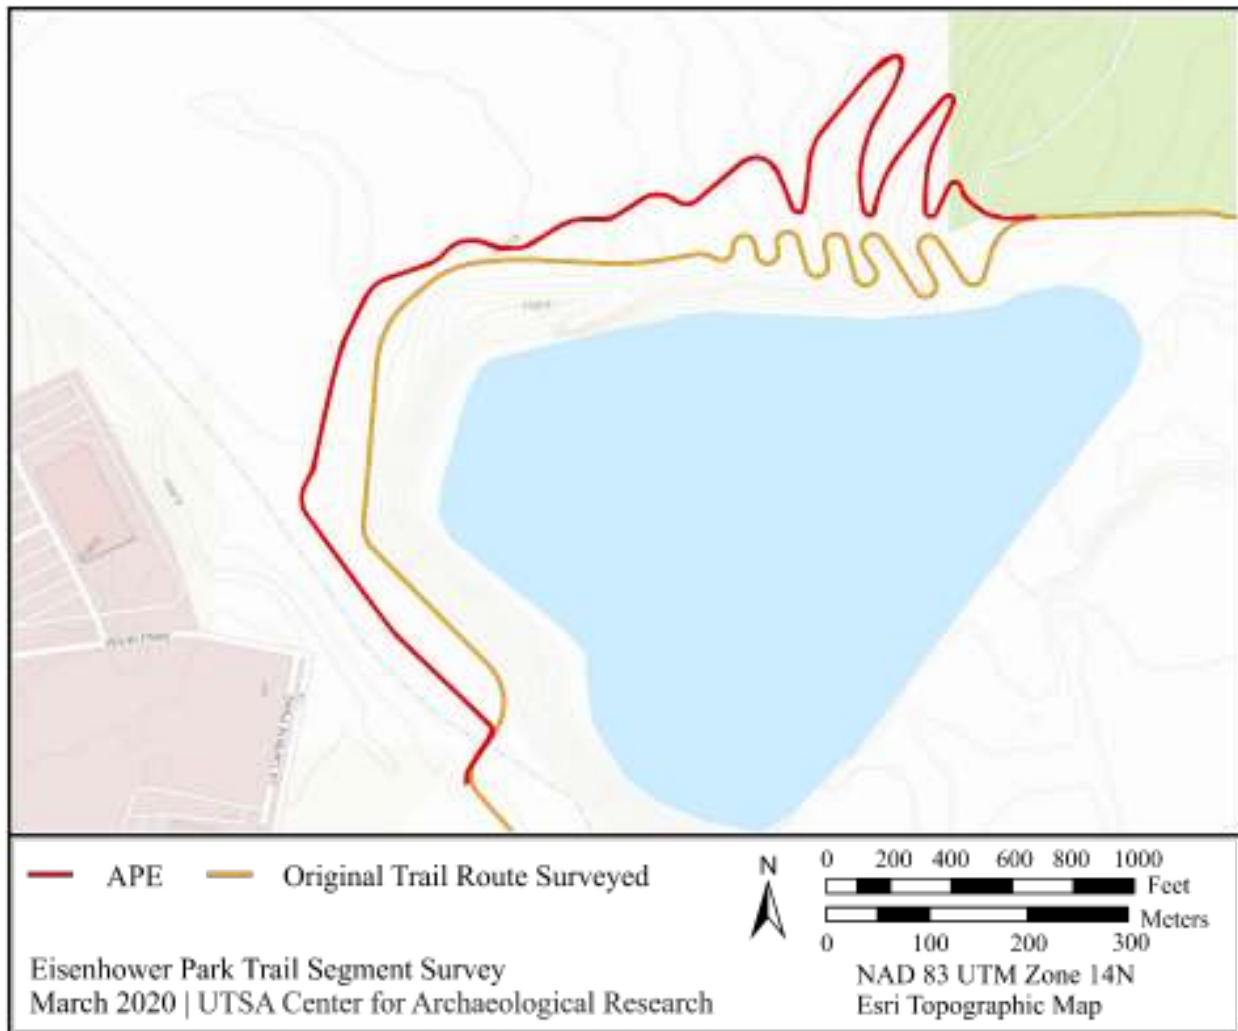 APE
Original Trail Route Surveyed
N
0 200 400 600 800 1000
Feet
Meters
0 100 200 300
Eisenhower Park Trail Segment Survey
March 2020 | UTSA Center for Archaeological Research
NAD 83 UTM Zone 14N
Esri Topographic Map